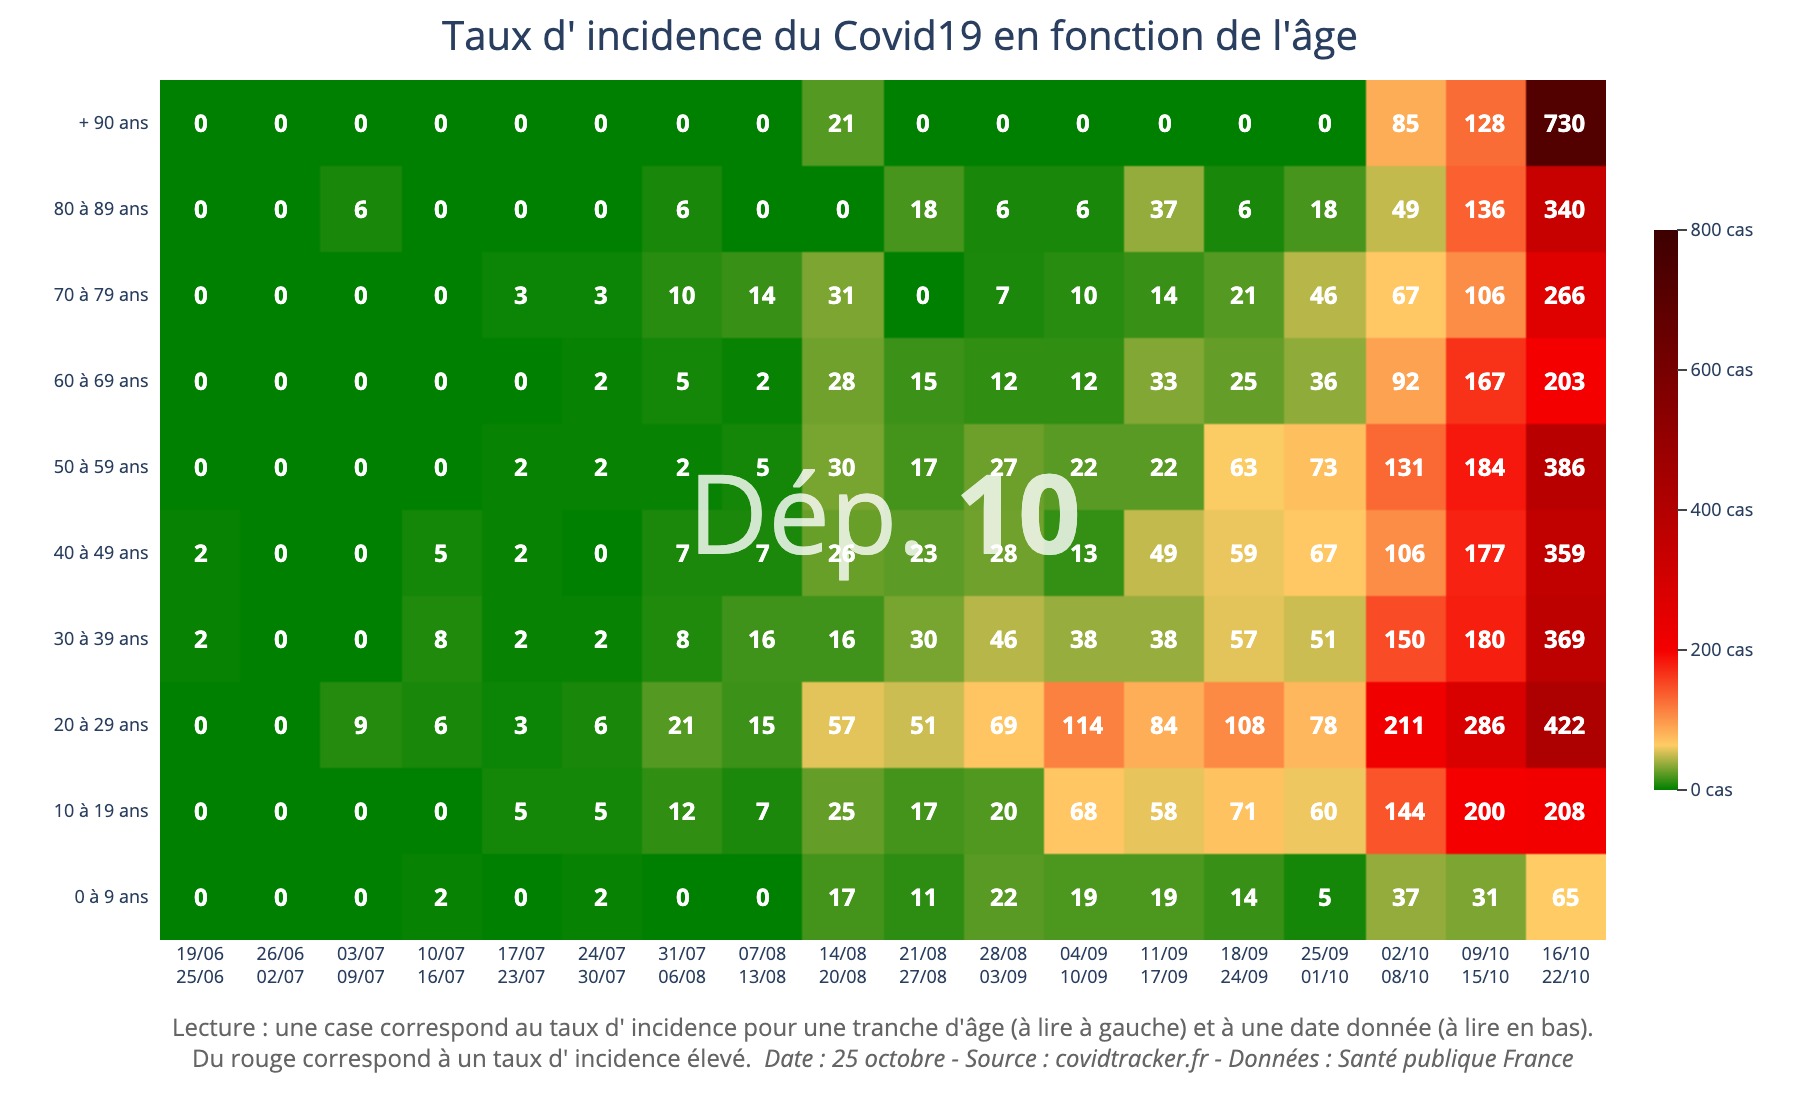 Taux d' incidence du Covid19 en fonction de l'âge
+ 90 ans 0 0 0 0 0 0 0 0 21 0 0 0 0 0 0 85 128 730
80 à 89 ans 0 0 6 0 0 0 6 0 0 18 6 6 37 6 18 49 136 340
70 à 79 ans 0 0 0 0 3 3 10 14 31 0 7 10 14 21 46 67 106 266
60 à 69 ans 0 0 0 0 0 2 5 2 28 15 12 12 33 25 36 92 167 203
50 à 59 ans 0 0 0 0 2 2 2 5 30 17 27 22 22 63 73 131 184 386
Dép. 10
40 à 49 ans 2 0 0 5 2 0 7 7 26 23 28 13 49 59 67 106 177 359
30 à 39 ans 2 0 0 8 2 2 8 16 16 30 46 38 38 57 51 150 180 369
20 à 29 ans 0 0 9 6 3 6 21 15 57 51 69 114 84 108 78 211 286 422
10 à 19 ans 0 0 0 0 5 5 12 7 25 17 20 68 58 71 60 144 200 208
0 à 9 ans 0 0 0 2 0 2 0 0 17 11 22 19 19 14 5 37 31 65
19/06 26/06 03/07 10/07 17/07 24/07 31/07 07/08 14/08 21/08 28/08 04/09 11/09 18/09 25/09 02/10 09/10 16/10
25/06 02/07 09/07 16/07 23/07 30/07 06/08 13/08 20/08 27/08 03/09 10/09 17/09 24/09 01/10 08/10 15/10 22/10
800 cas
600 cas
400 cas
200 cas
0 cas
Lecture : une case correspond au taux d' incidence pour une tranche d'âge (à lire à gauche) et à une date donnée (à lire en bas).
Du rouge correspond à un taux d' incidence élevé. Date : 25 octobre - Source : covidtracker.fr - Données : Santé publique France